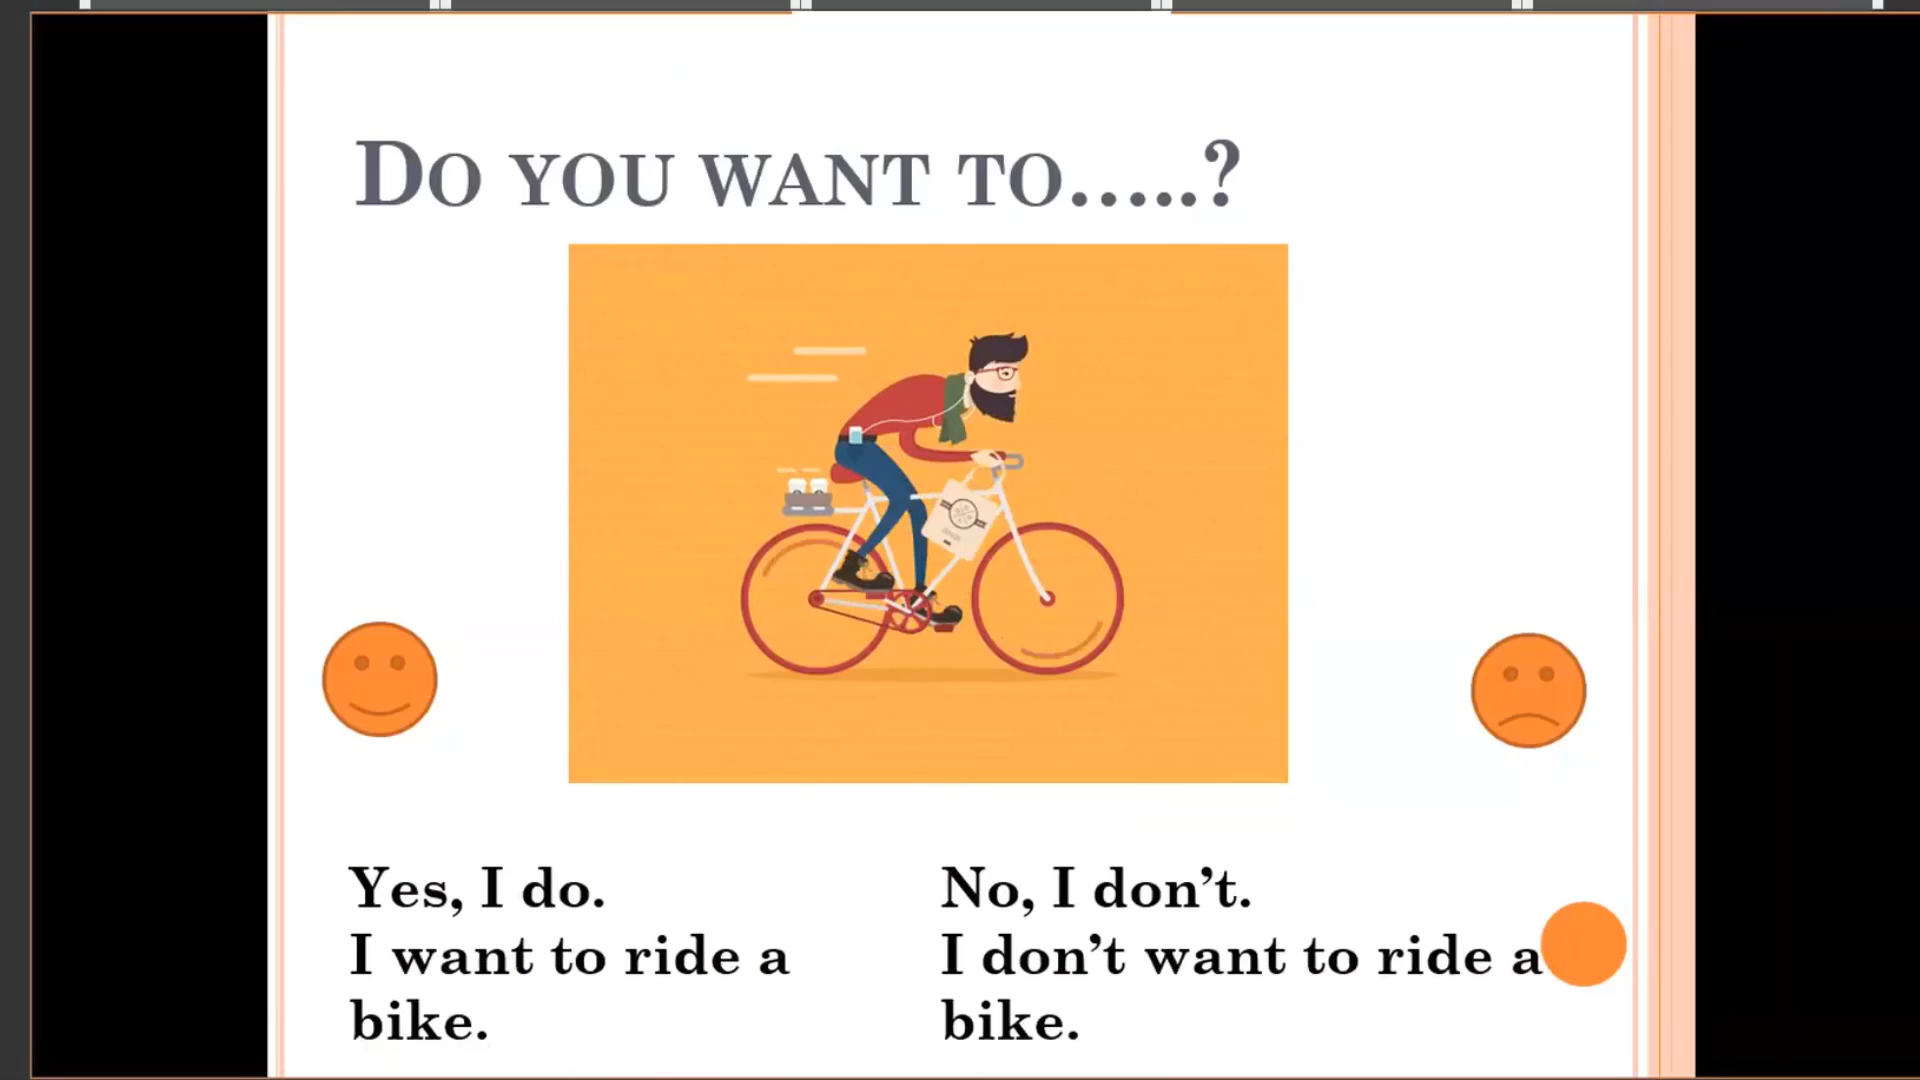 DO YOU WANT TO.....?
Yes, I do.
I want to ride a
bike.
No, I don’t.
I don’t want to ride a
bike.